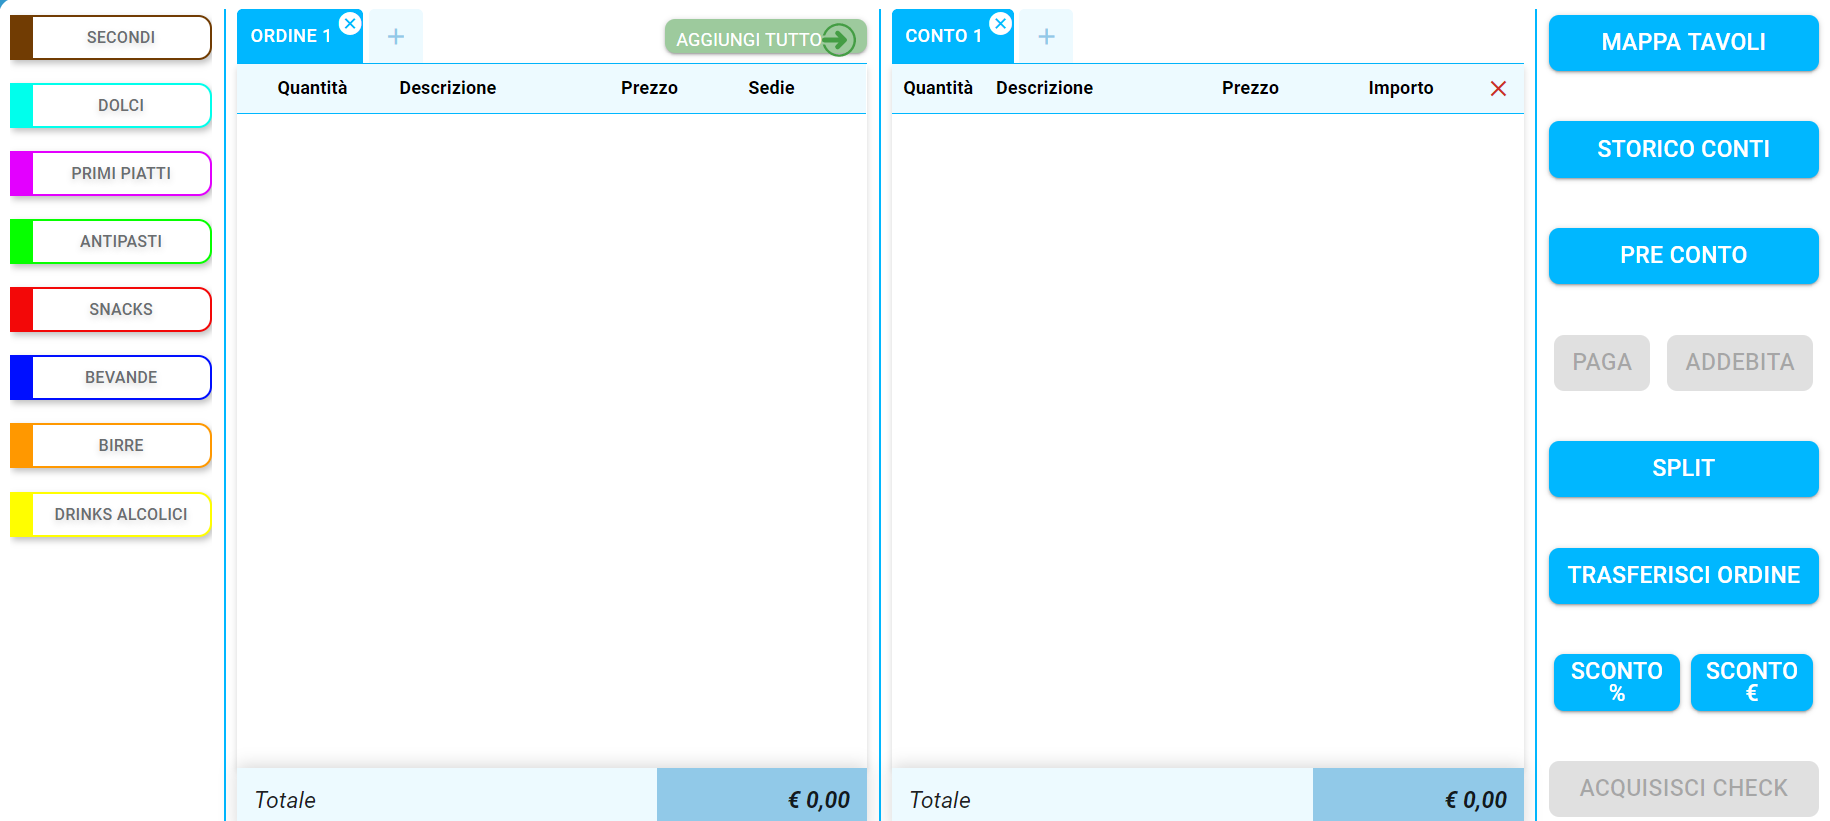 SECONDI
DOLCI
PRIMI PIATTI
ANTIPASTI
SNACKS
BEVANDE
BIRRE
DRINKS ALCOLICI
ORDINE 1
+
AGGIUNGI TUTTO
Quantità Descrizione Prezzo Sedie
Totale € 0,00
CONTO 1
+
Quantità Descrizione Prezzo Importo
Totale € 0,00
MAPPA TAVOLI
STORICO CONTI
PRE CONTO
PAGA ADDEBITA
SPLIT
TRASFERISCI ORDINE
SCONTO
%
SCONTO
€
ACQUISISCI CHECK